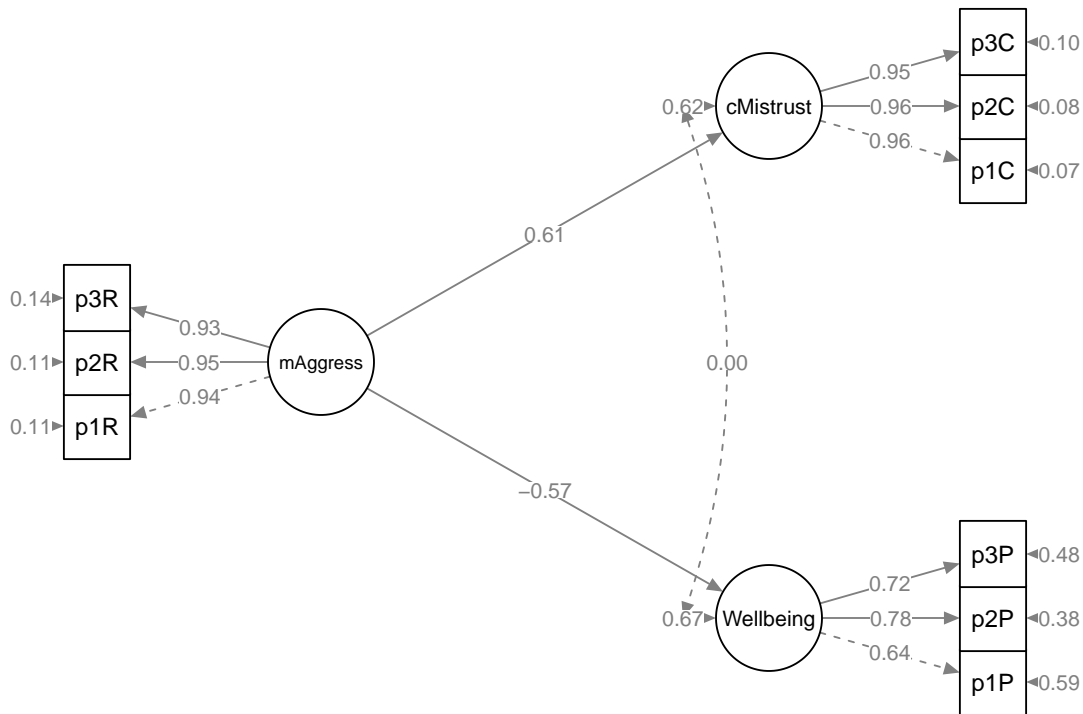 p3C
0.10
0.95
0.62
cMistrust
0.96
p2C
0.08
0.96
p1C
0.07
0.61
0.14
p3R
0.93
0.11
p2R
0.95
mAggress
0.00
0.94
0.11
p1R
−0.57
p3P
0.48
0.72
0.67
Wellbeing
0.78
p2P
0.38
0.64
p1P
0.59